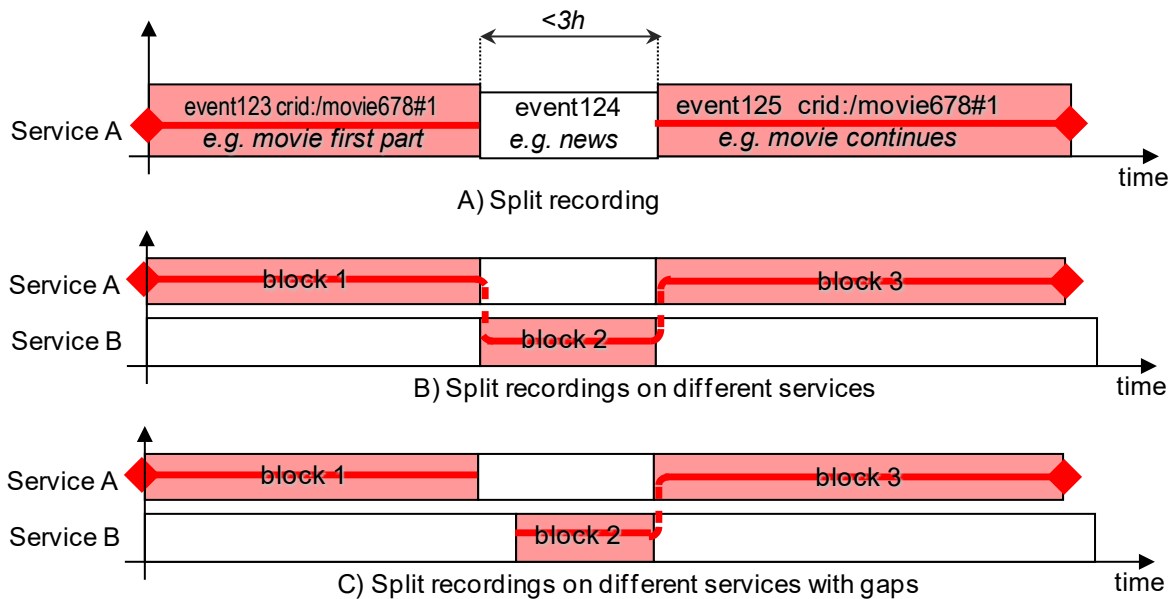 <3h
event123 crid:/movie678#1
e.g. movie first part
event124
e.g. news
event125 crid:/movie678#1
e.g. movie continues
Service A
time
A) Split recording
Service A
block 1
block 3
Service B
block 2
time
B) Split recordings on different services
Service A
block 1
block 3
Service B
block 2
time
C) Split recordings on different services with gaps